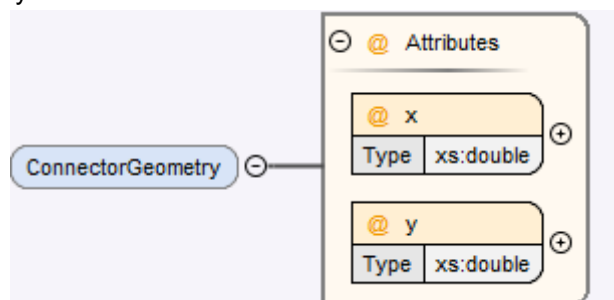 y
@ Attributes
@ x
Type xs:double
ConnectorGeometry
@ y
Type xs:double